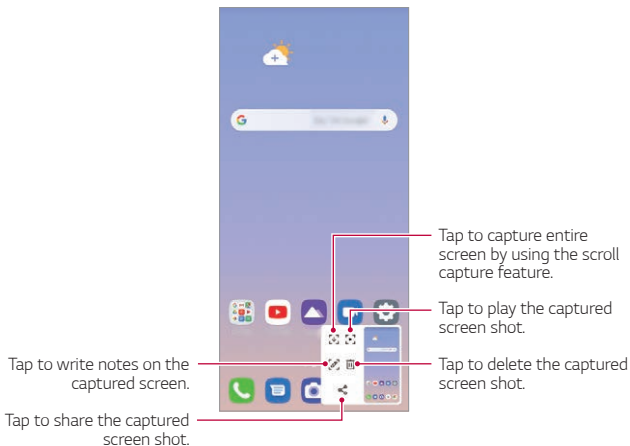 Tap to capture entire
screen by using the scroll
capture feature.
Tap to play the captured
screen shot.
Tap to write notes on the
captured screen.
Tap to delete the captured
screen shot.
Tap to share the captured
screen shot.